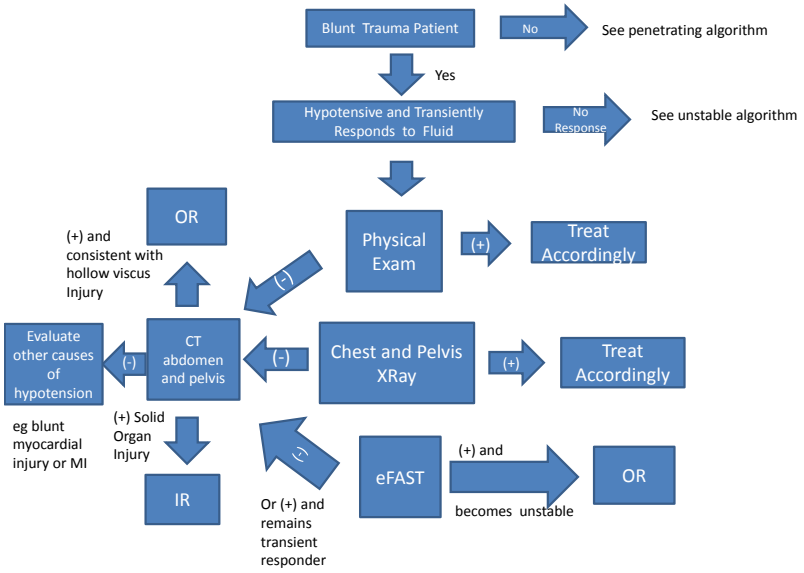 Blunt Trauma Patient
No
See penetrating algorithm
Yes
Hypotensive and Transiently
Responds to Fluid
No
Response
See unstable algorithm
OR
(+) and
consistent with
hollow viscus
Injury
Physical
Exam
(+)
Treat
Accordingly
(-)
Evaluate
other causes
of
hypotension
(-)
CT
abdomen
and pelvis
(-)
Chest and Pelvis
XRay
(+)
Treat
Accordingly
eg blunt
myocardial
injury or MI
(+) Solid
Organ
Injury
IR
(-)
Or (+) and
remains
transient
responder
eFAST
(+) and
becomes unstable
OR